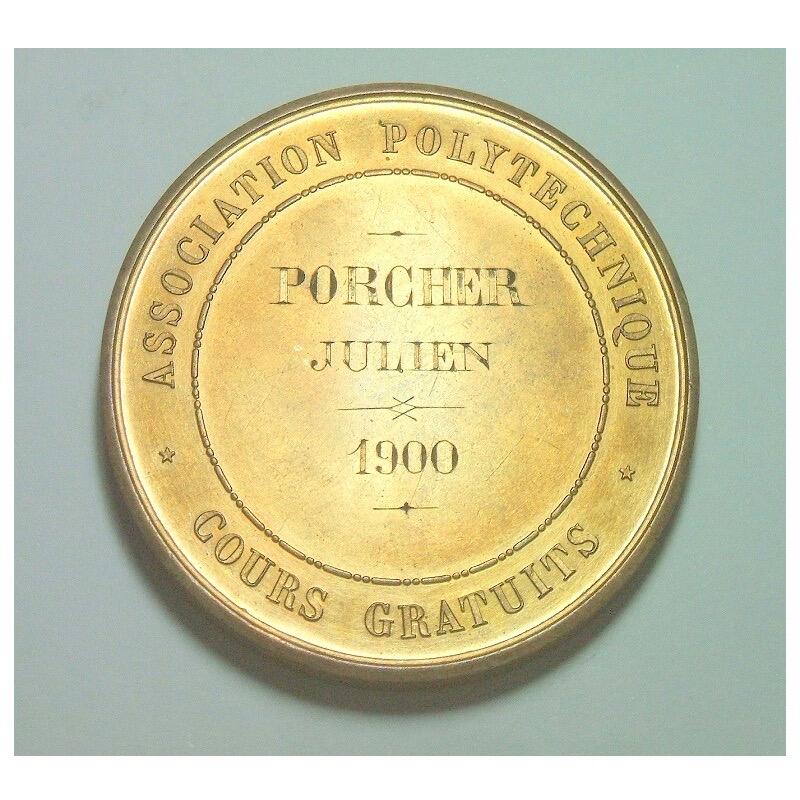 ASSOCIATION POLYTECHNIQUE
PORCHER
JULIEN
1900
COURS GRATUITS